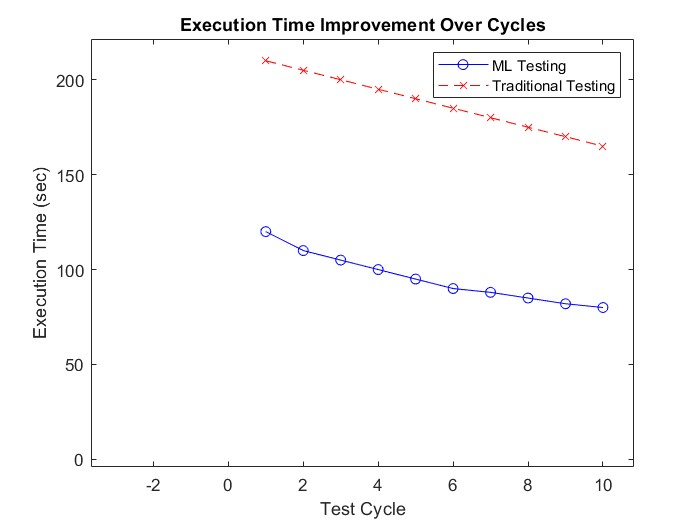 Execution Time Improvement Over Cycles
ML Testing
Traditional Testing
200
150
100
50
0
Execution Time (sec)
-2 0 2 4 6 8 10
Test Cycle